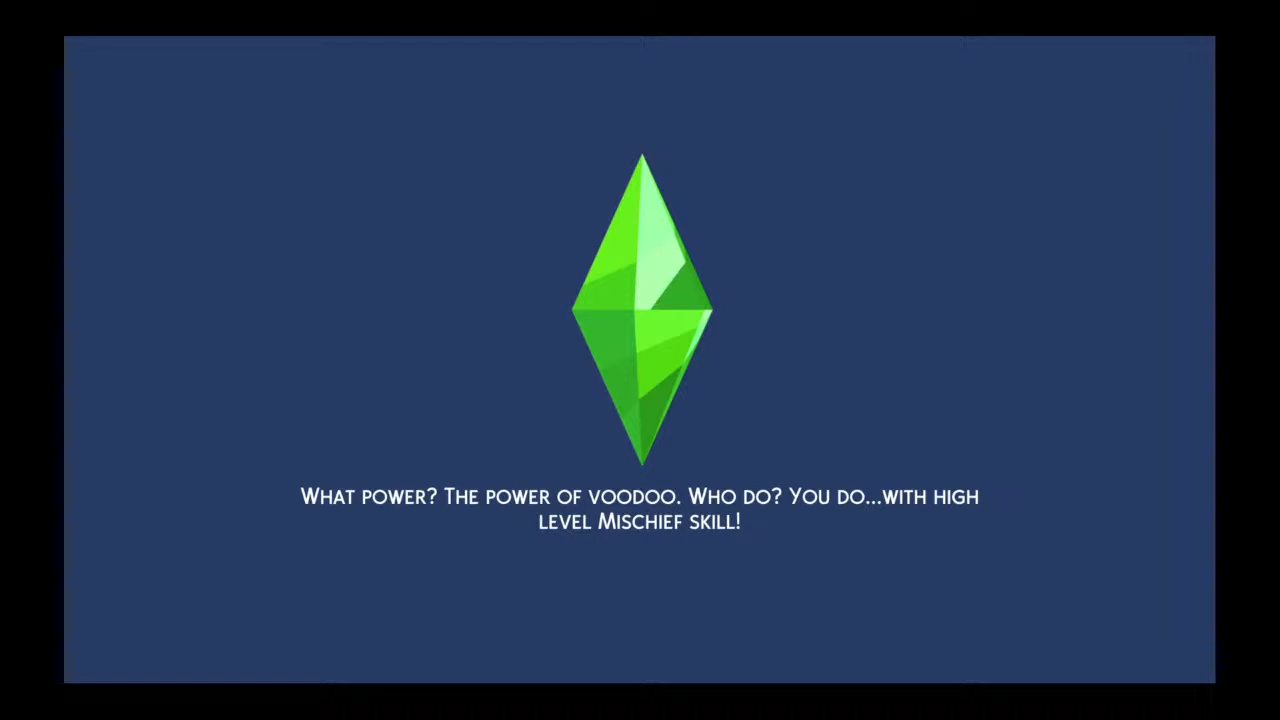 What power? The power of voodoo. Who do? You do...with high
level Mischief skill!